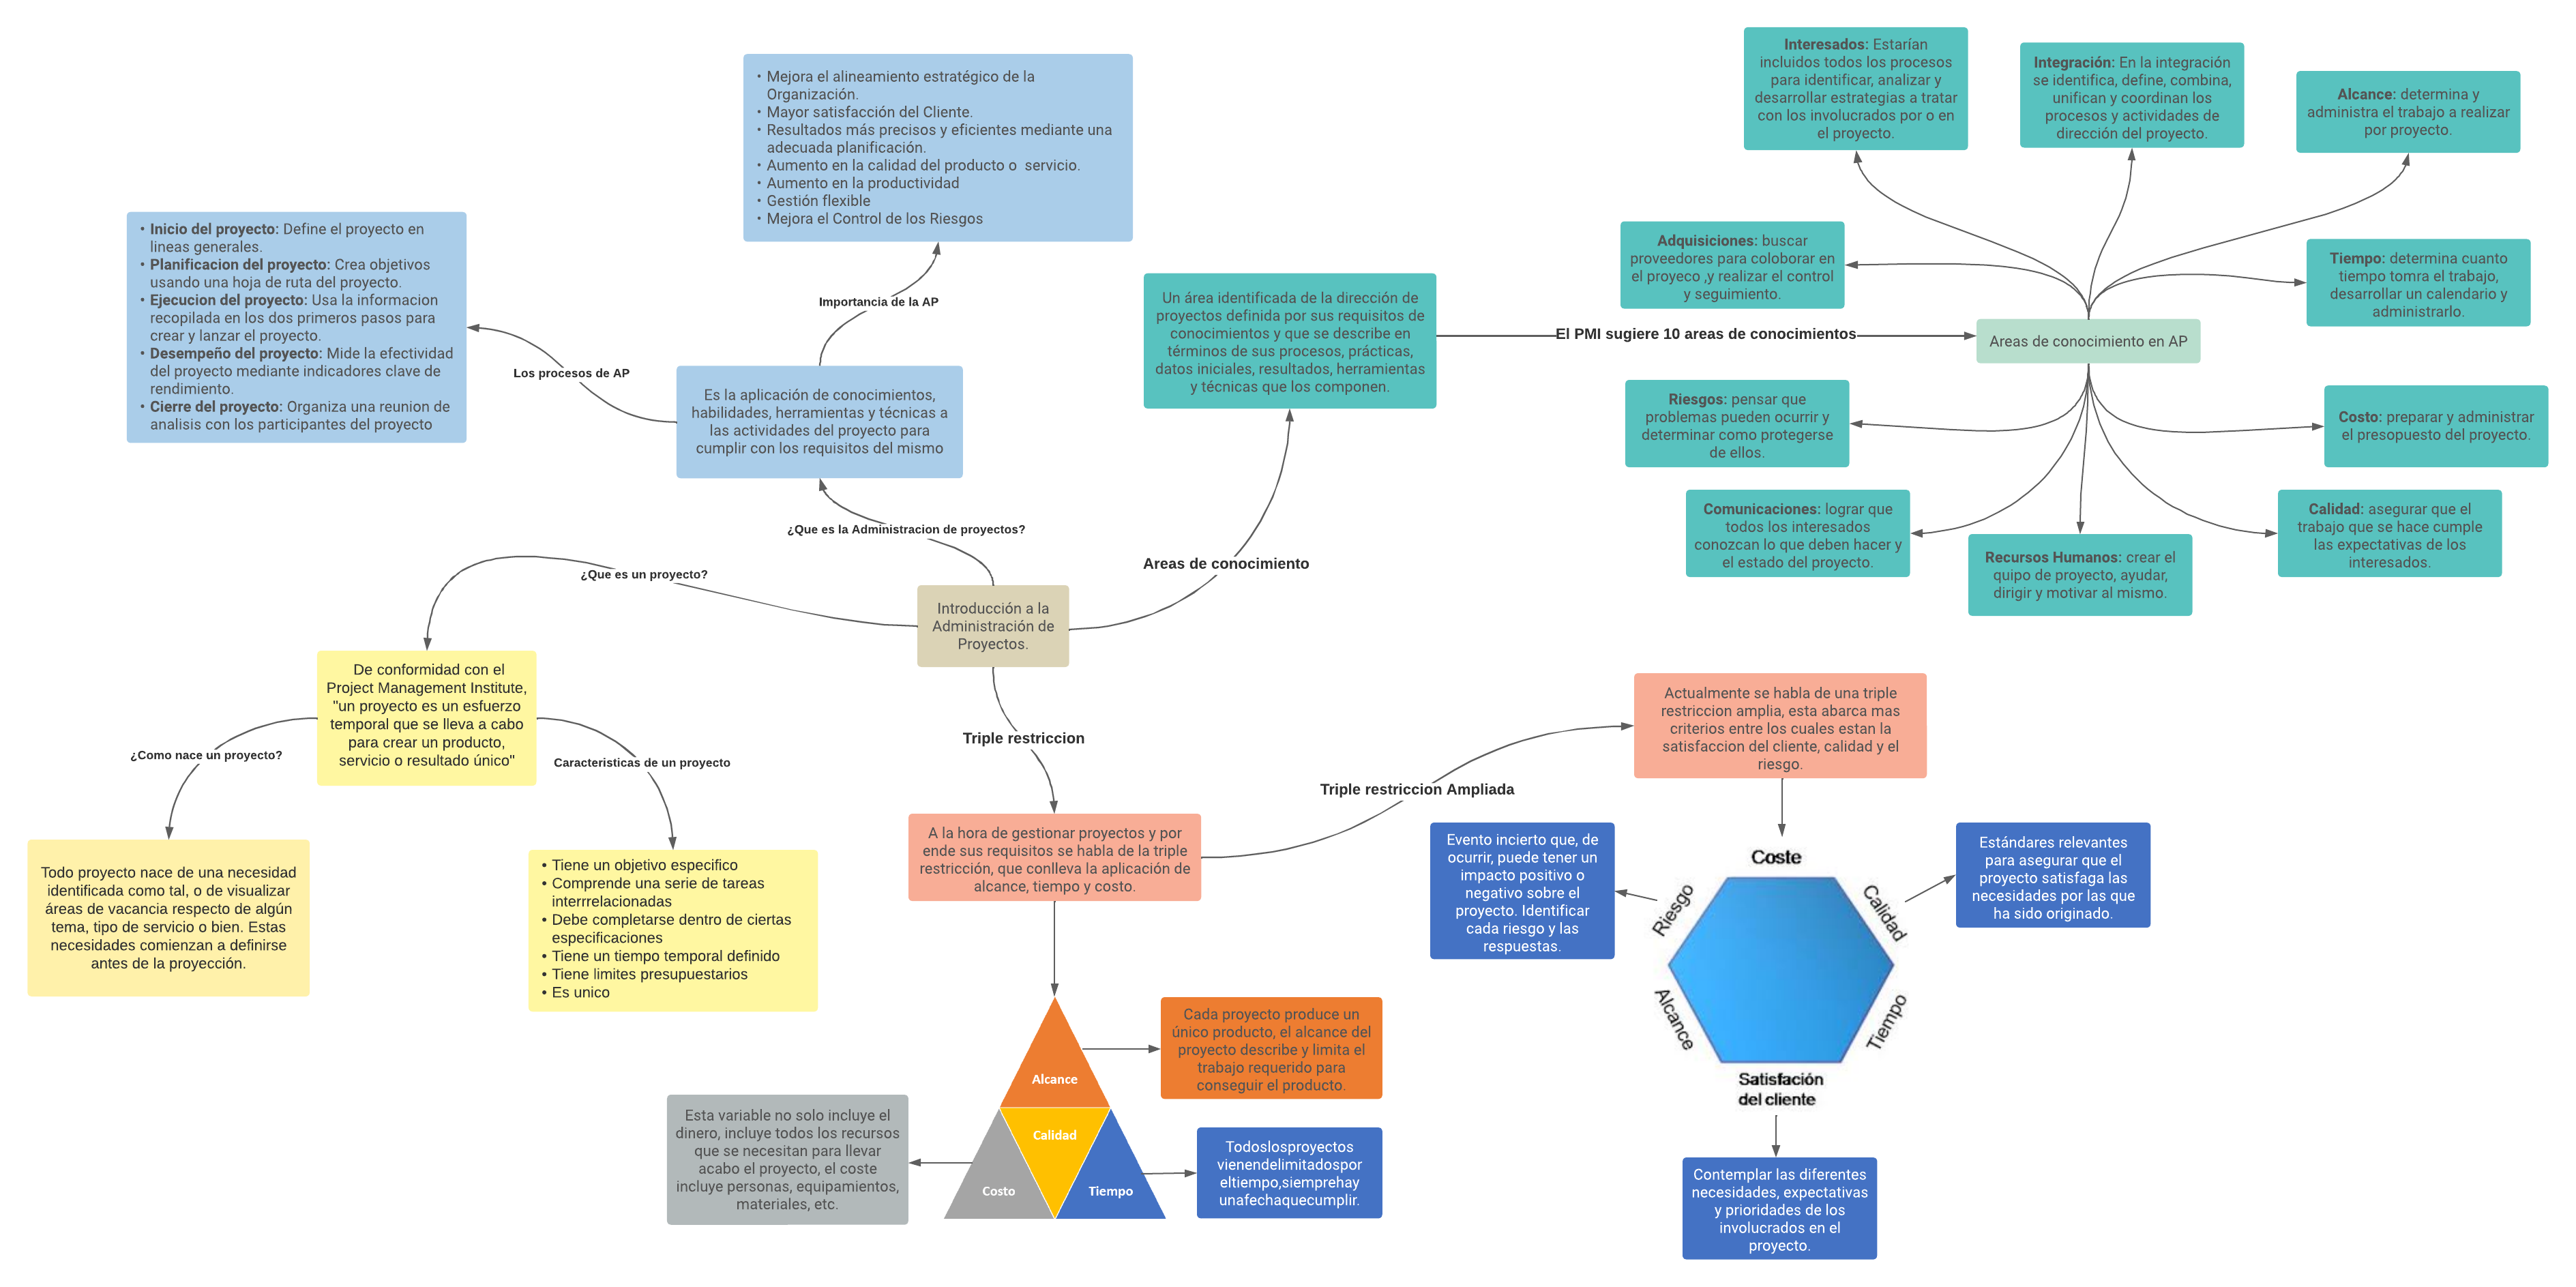 Interesados: Estarían
incluidos todos los procesos
para identificar, analizar y
desarrollar estrategias a tratar
con los involucrados por o en
el proyecto.
Integración: En la integración
se identifica, define, combina,
unifican y coordinan los
procesos y actividades de
dirección del proyecto.
Alcance: determina y
administra el trabajo a realizar
por proyecto.
• Mejora el alineamiento estratégico de la
Organización.
• Mayor satisfacción del Cliente.
• Resultados más precisos y eficientes mediante una
adecuada planificación.
• Aumento en la calidad del producto o  servicio.
• Aumento en la productividad
• Gestión flexible
• Mejora el Control de los Riesgos
• Inicio del proyecto: Define el proyecto en
lineas generales.
• Planificacion del proyecto: Crea objetivos
usando una hoja de ruta del proyecto.
• Ejecucion del proyecto: Usa la informacion
recopilada en los dos primeros pasos para
crear y lanzar el proyecto.
• Desempeño del proyecto: Mide la efectividad
del proyecto mediante indicadores clave de
rendimiento.
• Cierre del proyecto: Organiza una reunion de
analisis con los participantes del proyecto
Adquisiciones: buscar
proveedores para coloborar en
el proyeco ,y realizar el control
y seguimiento.
Tiempo: determina cuanto
tiempo tomra el trabajo,
desarrollar un calendario y
administrarlo.
Importancia de la AP
Un área identificada de la dirección de
proyectos definida por sus requisitos de
conocimientos y que se describe en
términos de sus procesos, prácticas,
datos iniciales, resultados, herramientas
y técnicas que los componen.
El PMI sugiere 10 areas de conocimientos
Areas de conocimiento en AP
Los procesos de AP
Es la aplicación de conocimientos,
habilidades, herramientas y técnicas a
las actividades del proyecto para
cumplir con los requisitos del mismo
Riesgos: pensar que
problemas pueden ocurrir y
determinar como protegerse
de ellos.
Costo: preparar y administrar
el presopuesto del proyecto.
Comunicaciones: lograr que
todos los interesados
conozcan lo que deben hacer y
el estado del proyecto.
Recursos Humanos: crear el
quipo de proyecto, ayudar,
dirigir y motivar al mismo.
Calidad: asegurar que el
trabajo que se hace cumple
las expectativas de los
interesados.
¿Que es la Administracion de proyectos?
Areas de conocimiento
¿Que es un proyecto?
Introducción a la
Administración de
Proyectos.
De conformidad con el
Project Management Institute,
"un proyecto es un esfuerzo
temporal que se lleva a cabo
para crear un producto,
servicio o resultado único"
¿Como nace un proyecto?
Caracteristicas de un proyecto
Triple restriccion
Actualmente se habla de una triple
restriccion amplia, esta abarca mas
criterios entre los cuales estan la
satisfaccion del cliente, calidad y el
riesgo.
Triple restriccion Ampliada
Todo proyecto nace de una necesidad
identificada como tal, o de visualizar
áreas de vacancia respecto de algún
tema, tipo de servicio o bien. Estas
necesidades comienzan a definirse
antes de la proyección.
• Tiene un objetivo especifico
• Comprende una serie de tareas
interrrelacionadas
• Debe completarse dentro de ciertas
especificaciones
• Tiene un tiempo temporal definido
• Tiene limites presupuestarios
• Es unico
A la hora de gestionar proyectos y por
ende sus requisitos se habla de la triple
restricción, que conlleva la aplicación de
alcance, tiempo y costo.
Evento incierto que, de
ocurrir, puede tener un
impacto positivo o
negativo sobre el
proyecto. Identificar
cada riesgo y las
respuestas.
Coste
Riesgo
Calidad
Alcance
Tiempo
Satisfación
del cliente
Estándares relevantes
para asegurar que el
proyecto satisfaga las
necesidades por las que
ha sido originado.
Contemplar las diferentes
necesidades, expectativas
y prioridades de los
involucrados en el
proyecto.
Alcance
Calidad
Costo
Tiempo
Cada proyecto produce un
único producto, el alcance del
proyecto describe y limita el
trabajo requerido para
conseguir el producto.
Esta variable no solo incluye el
dinero, incluye todos los recursos
que se necesitan para llevar
acabo el proyecto, el coste
incluye personas, equipamientos,
materiales, etc.
Todoslosproyectos
vienendelimitadospor
eltiempo,siemprehay
unafechaquecumplir.